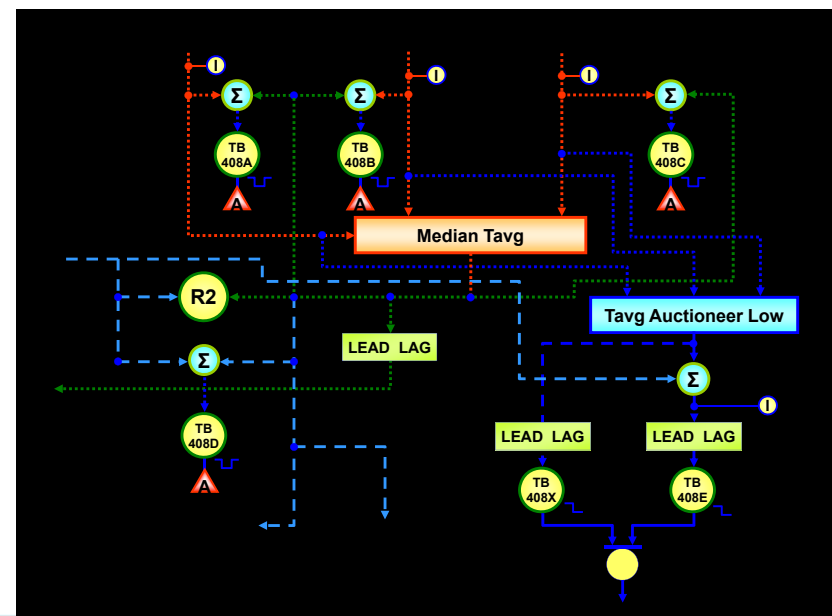 I
I
I
Σ
Σ
Σ
TB
408A
TB
408B
TB
408C
A
A
A
Median Tavg
R2
Tavg Auctioneer Low
LEAD LAG
Σ
Σ
I
TB
408D
LEAD LAG
LEAD LAG
A
TB
408X
TB
408E